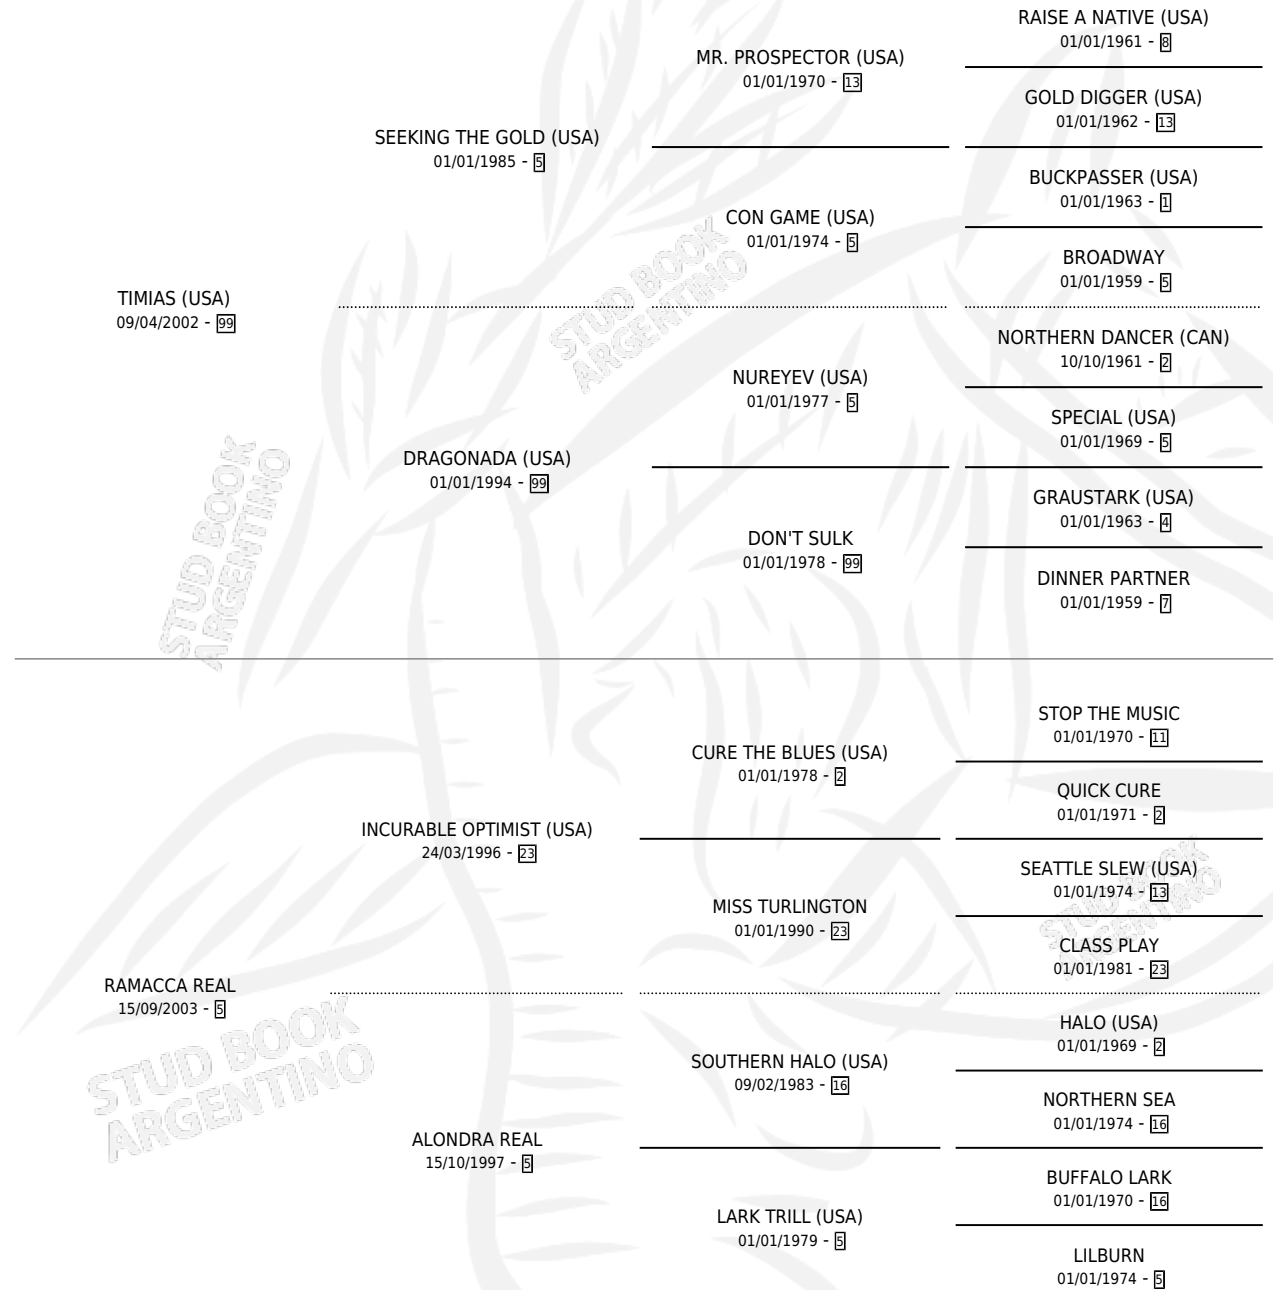 RAISE A NATIVE (USA)
01/01/1961 - 8
MR. PROSPECTOR (USA)
01/01/1970 - 13
GOLD DIGGER (USA)
01/01/1962 - 13
SEEKING THE GOLD (USA)
01/01/1985 - 5
BUCKPASSER (USA)
01/01/1963 - 1
CON GAME (USA)
01/01/1974 - 5
BROADWAY
01/01/1959 - 5
TIMIAS (USA)
09/04/2002 - 99
STUD BOOK
ARGENTINO
NORTHERN DANCER (CAN)
10/10/1961 - 2
NUREYEV (USA)
01/01/1977 - 5
SPECIAL (USA)
01/01/1969 - 5
DRAGONADA (USA)
01/01/1994 - 99
GRAUSTARK (USA)
01/01/1963 - 4
DON'T SULK
01/01/1978 - 99
DINNER PARTNER
01/01/1959 - 7
STUD BOOK
ARGENTINO
STOP THE MUSIC
01/01/1970 - 11
CURE THE BLUES (USA)
01/01/1978 - 2
QUICK CURE
01/01/1971 - 2
INCURABLE OPTIMIST (USA)
24/03/1996 - 23
SEATTLE SLEW (USA)
01/01/1974 - 13
MISS TURLINGTON
01/01/1990 - 23
STUD BOOK
ARGENTINO
CLASS PLAY
01/01/1981 - 23
RAMACCA REAL
15/09/2003 - 5
HALO (USA)
01/01/1969 - 2
SOUTHERN HALO (USA)
09/02/1983 - 16
NORTHERN SEA
01/01/1974 - 16
STUD BOOK
ARGENTINO
ALONDRA REAL
15/10/1997 - 5
BUFFALO LARK
01/01/1970 - 16
LARK TRILL (USA)
01/01/1979 - 5
LILBURN
01/01/1974 - 5